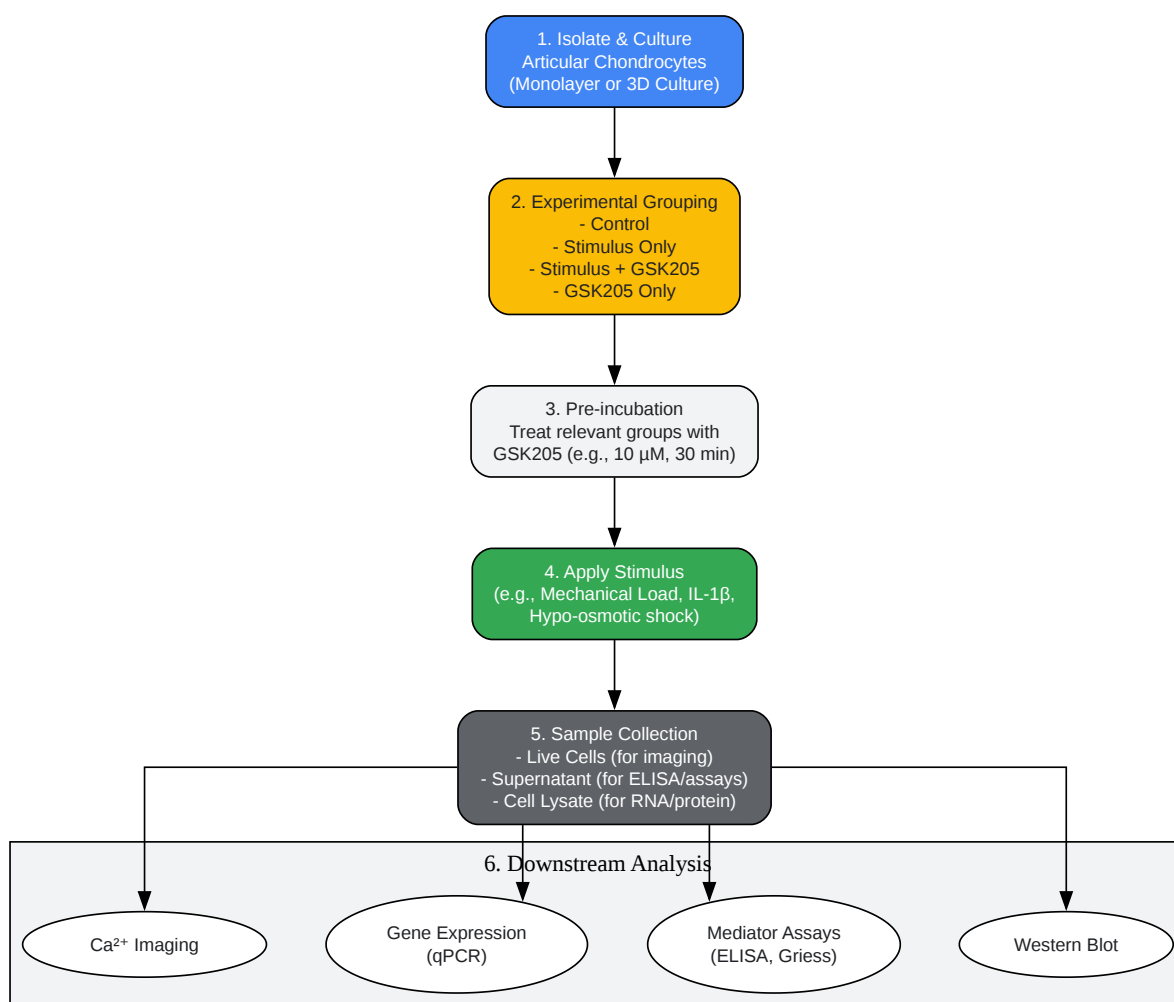 1. Isolate & Culture
Articular Chondrocytes
(Monolayer or 3D Culture)
2. Experimental Grouping
- Control
- Stimulus Only
- Stimulus + GSK205
- GSK205 Only
3. Pre-incubation
Treat relevant groups with
GSK205 (e.g., 10 µM, 30 min)
4. Apply Stimulus
(e.g., Mechanical Load, IL-1β,
Hypo-osmotic shock)
5. Sample Collection
- Live Cells (for imaging)
- Supernatant (for ELISA/assays)
- Cell Lysate (for RNA/protein)
6. Downstream Analysis
Ca²⁺ Imaging
Gene Expression
(qPCR)
Mediator Assays
(ELISA, Griess)
Western Blot